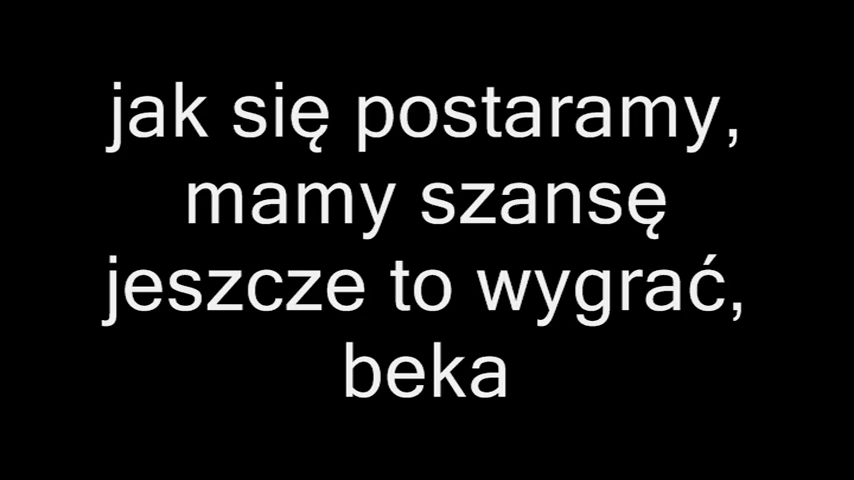 jak się postaramy,
mamy szansę
jeszcze to wygrać,
beka